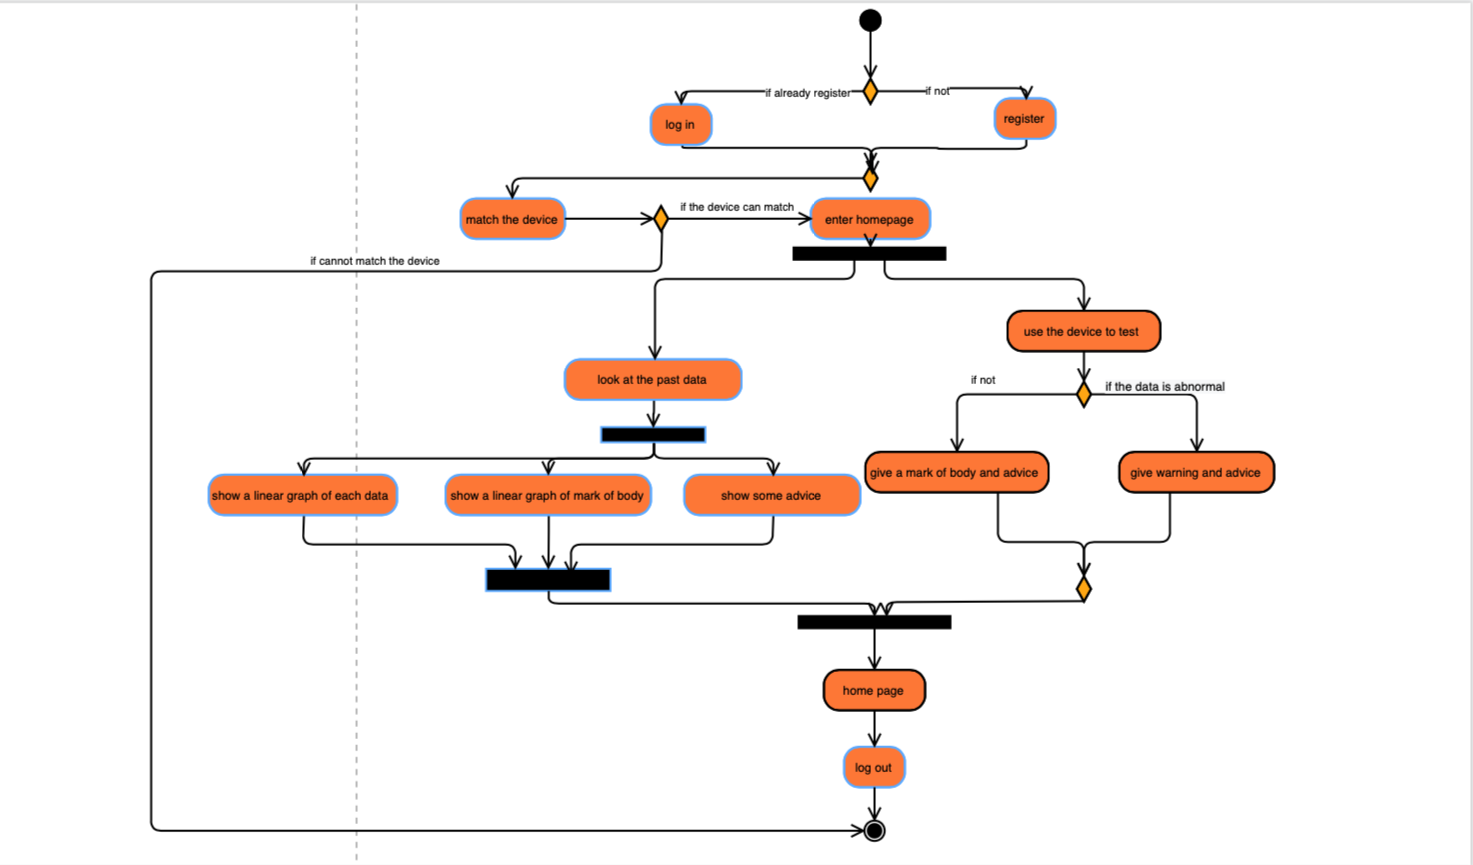 if already register
if not
log in
register
match the device
if the device can match
enter homepage
if cannot match the device
use the device to test
look at the past data
if not
if the data is abnormal
give a mark of body and advice
give warning and advice
show a linear graph of each data
show a linear graph of mark of body
show some advice
home page
log out